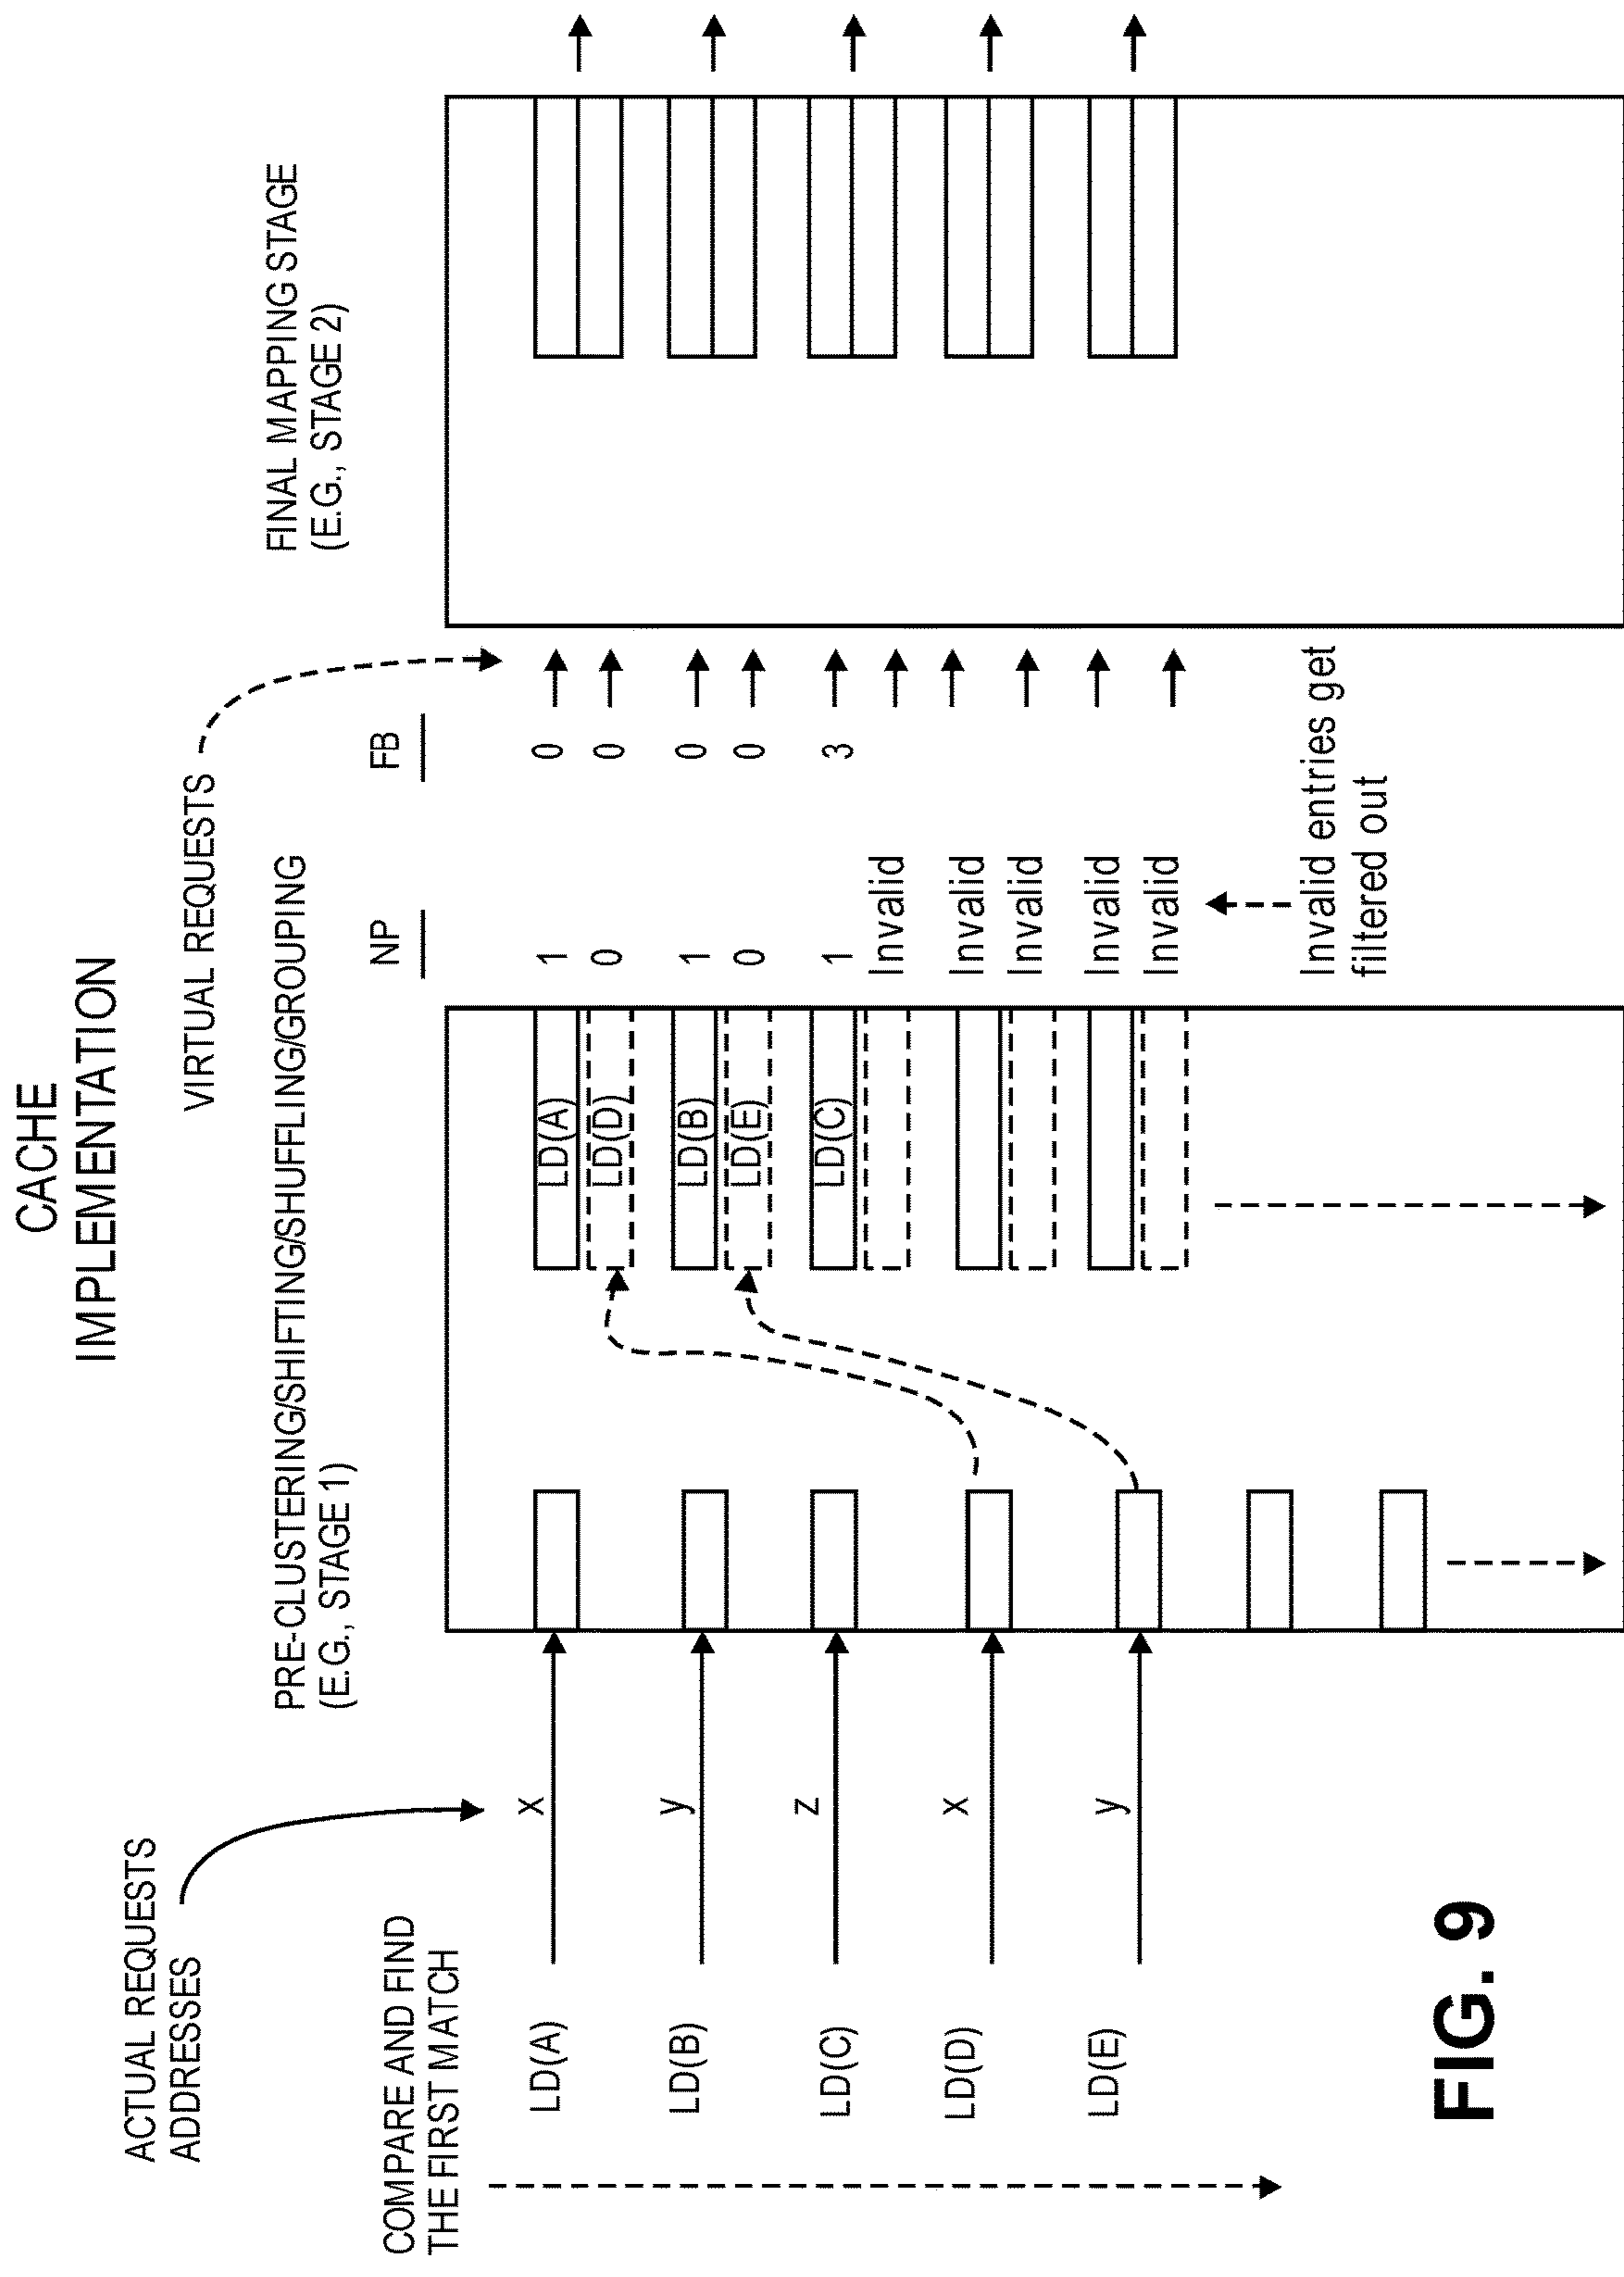 CACHE
IMPLEMENTATION
ACTUAL REQUESTS
ADDRESSES
VIRTUAL REQUESTS
PRE-CLUSTERING/SHIFTING/SHUFFLING/GROUPING
(E.G., STAGE 1)
FINAL MAPPING STAGE
(E.G., STAGE 2)
COMPARE AND FIND
THE FIRST MATCH
NP
FB
LD(A)
x
LD(A)
1
0
LD(D)
0
0
LD(B)
y
LD(B)
1
0
LD(E)
0
0
LD(C)
z
LD(C)
1
3
Invalid
LD(D)
x
Invalid
Invalid
LD(E)
y
Invalid
Invalid
Invalid entries get
filtered out
FIG. 9